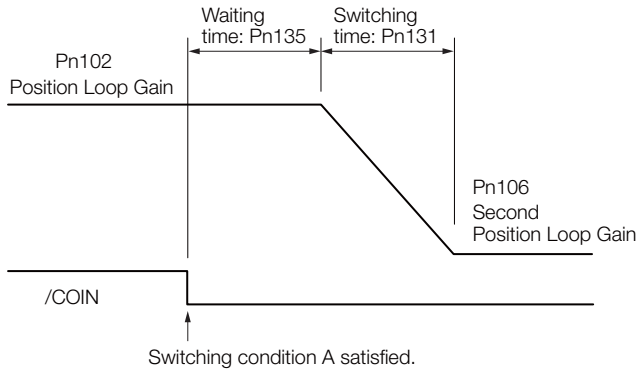 Waiting
time: Pn135
Switching
time: Pn131
Pn102
Position Loop Gain
Pn106
Second
Position Loop Gain
/COIN
Switching condition A satisfied.